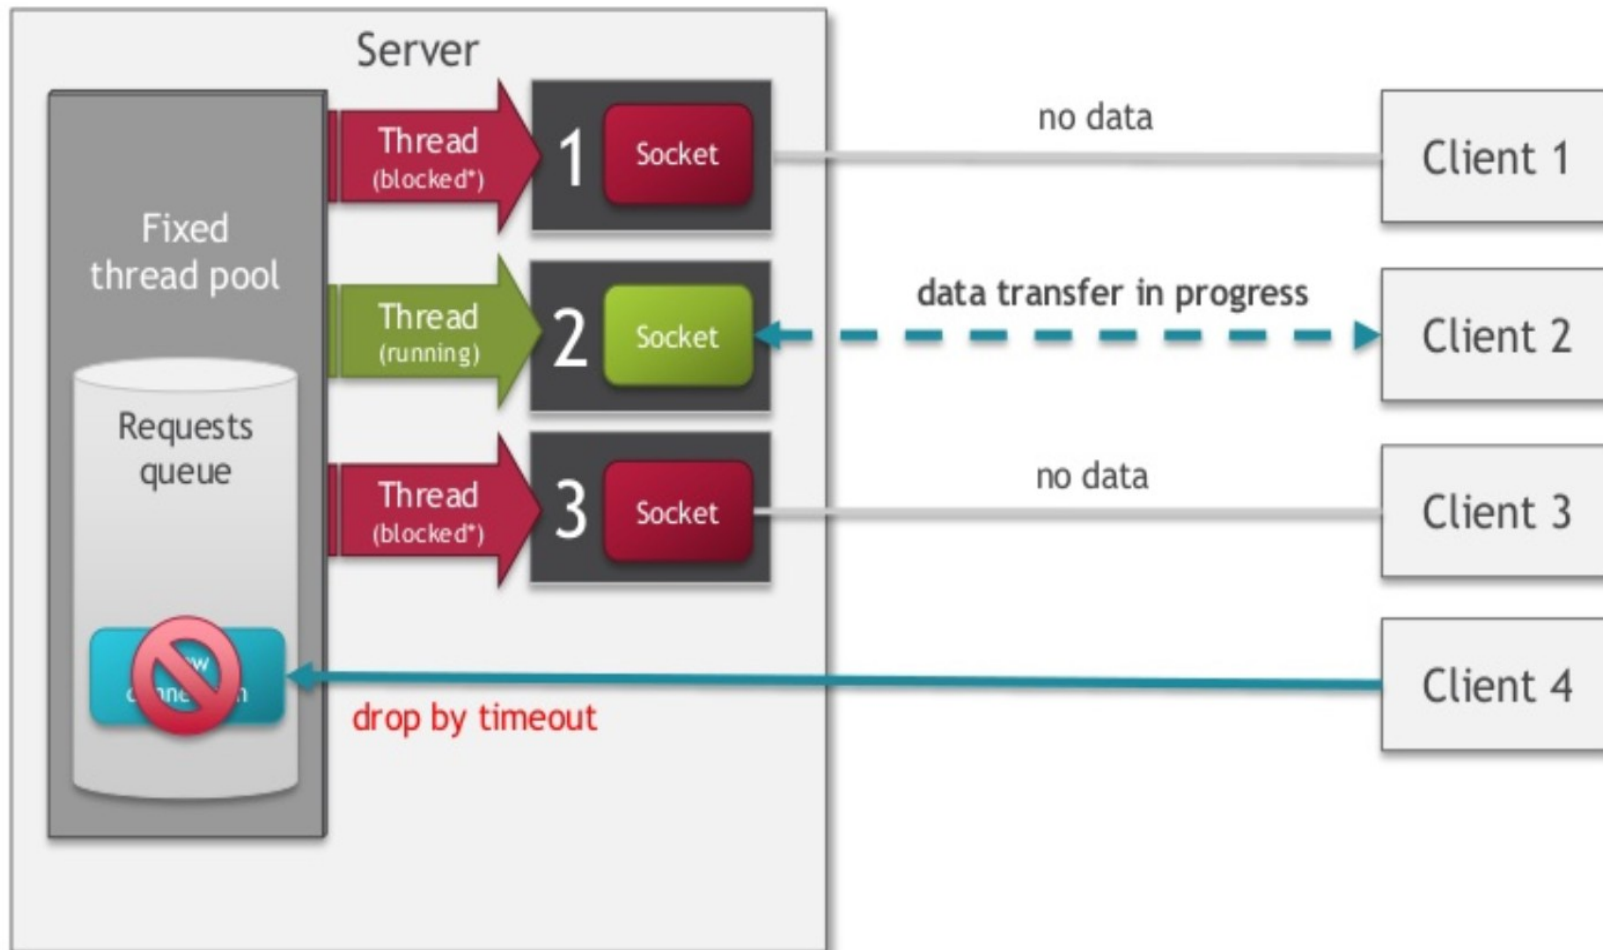 Server
Fixed
thread pool
Requests
queue
Thread
(blocked*)
1
Socket
no data
Client 1
Thread
(running)
2
Socket
data transfer in progress
Client 2
Thread
(blocked*)
3
Socket
no data
Client 3
drop by timeout
Client 4